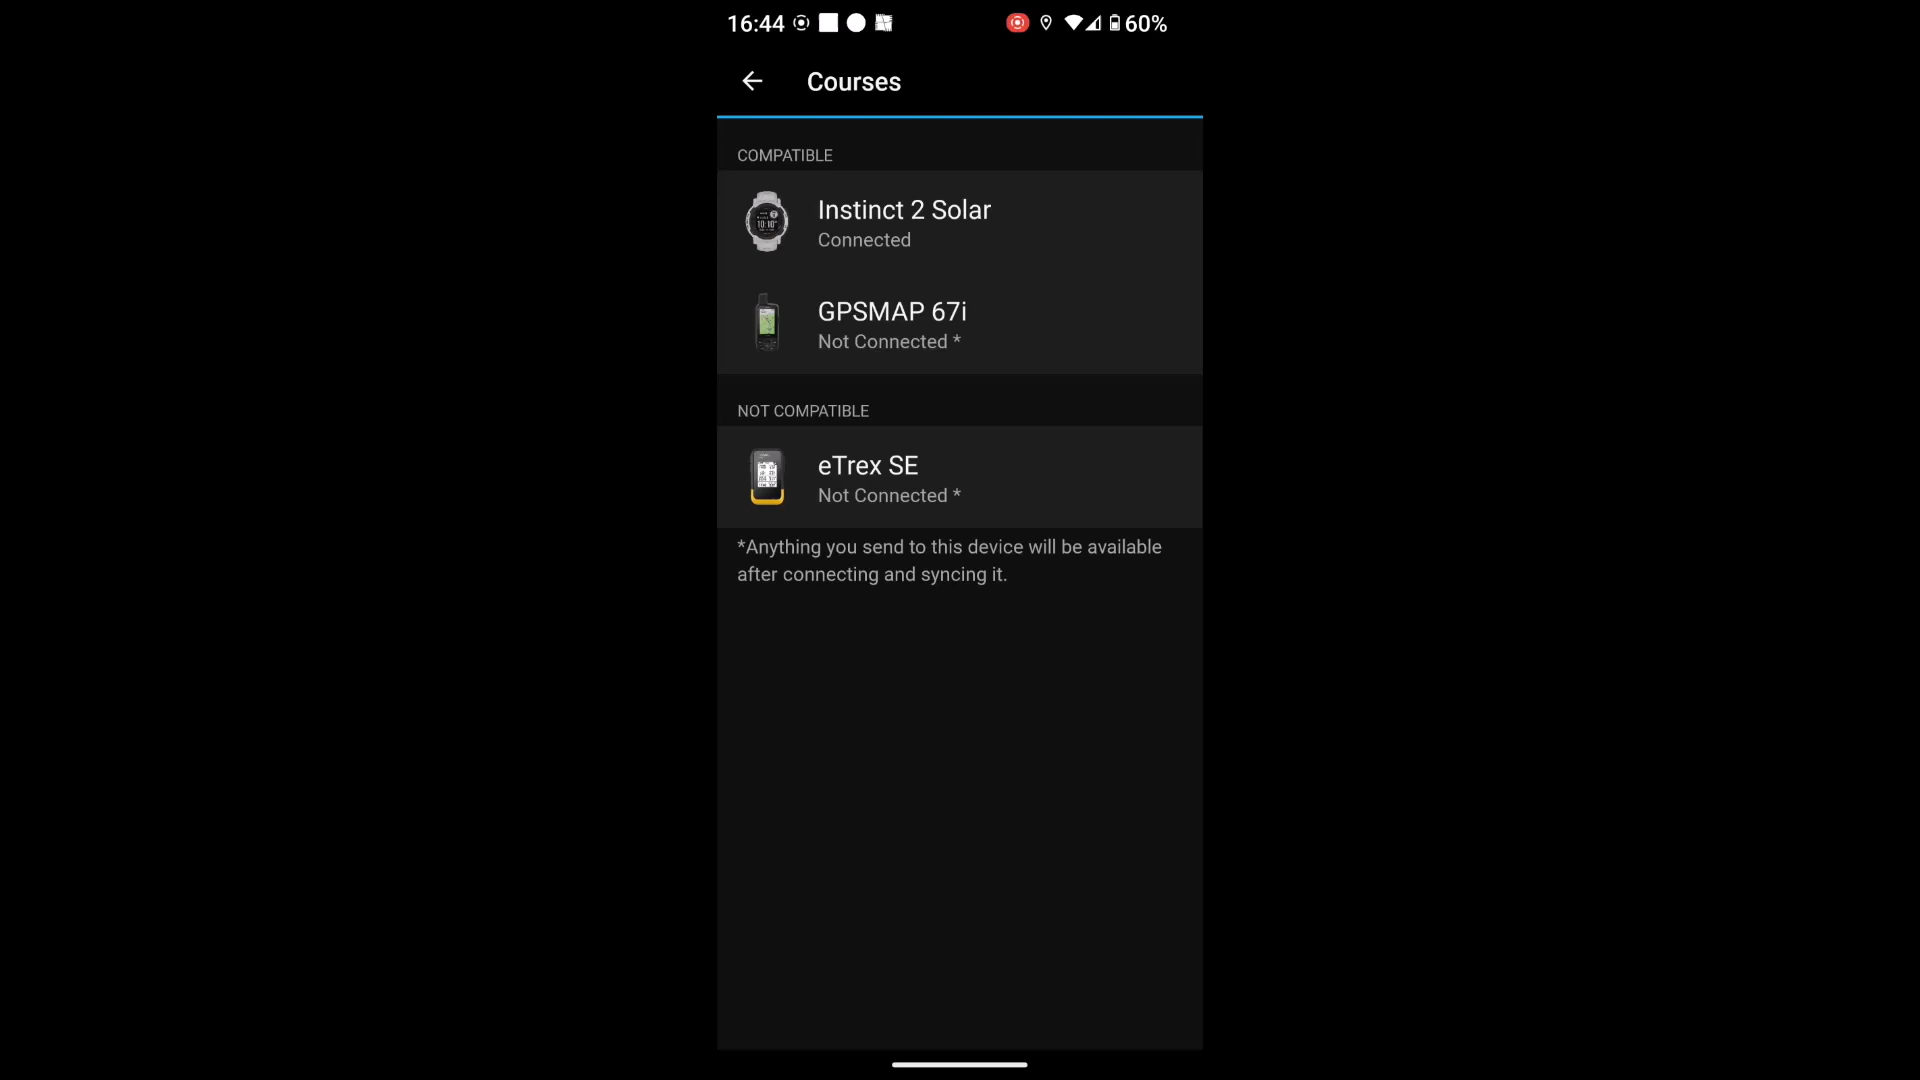 16:44
60%
Courses
COMPATIBLE
Instinct 2 Solar
Connected
GPSMAP 67i
Not Connected *
NOT COMPATIBLE
eTrex SE
Not Connected *
*Anything you send to this device will be available
after connecting and syncing it.